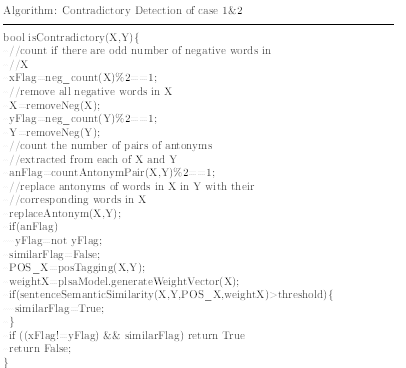 Algorithm: Contradictory Detection of case 1&2
bool isContradictory(X,Y){
//count if there are odd number of negative words in
//X
xFlag=neg_count(X)%2==1;
//remove all negative words in X
X=removeNeg(X);
yFlag=neg_count(Y)%2==1;
Y=removeNeg(Y);
//count the number of pairs of antonyms
//extracted from each of X and Y
anFlag=countAntonymPair(X,Y)%2==1;
//replace antonyms of words in X in Y with their
//corresponding words in X
replaceAntonym(X,Y);
if(anFlag)
yFlag=not yFlag;
similarFlag=False;
POS_X=posTagging(X,Y);
weightX=plsaModel.generateWeightVector(X);
if(sentenceSemanticSimilarity(X,Y,POS_X,weightX)>threshold){
similarFlag=True;
}
if ((xFlag!=yFlag) && similarFlag) return True
return False;
}